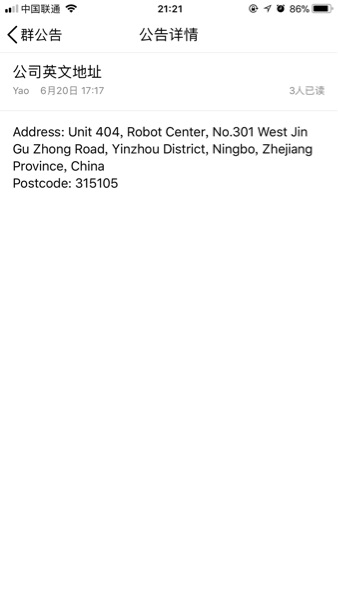 中国联通 21:21 86%
群公告 公告详情
公司英文地址
Yao 6月20日 17:17 3人已读
Address: Unit 404, Robot Center, No.301 West Jin
Gu Zhong Road, Yinzhou District, Ningbo, Zhejiang
Province, China
Postcode: 315105